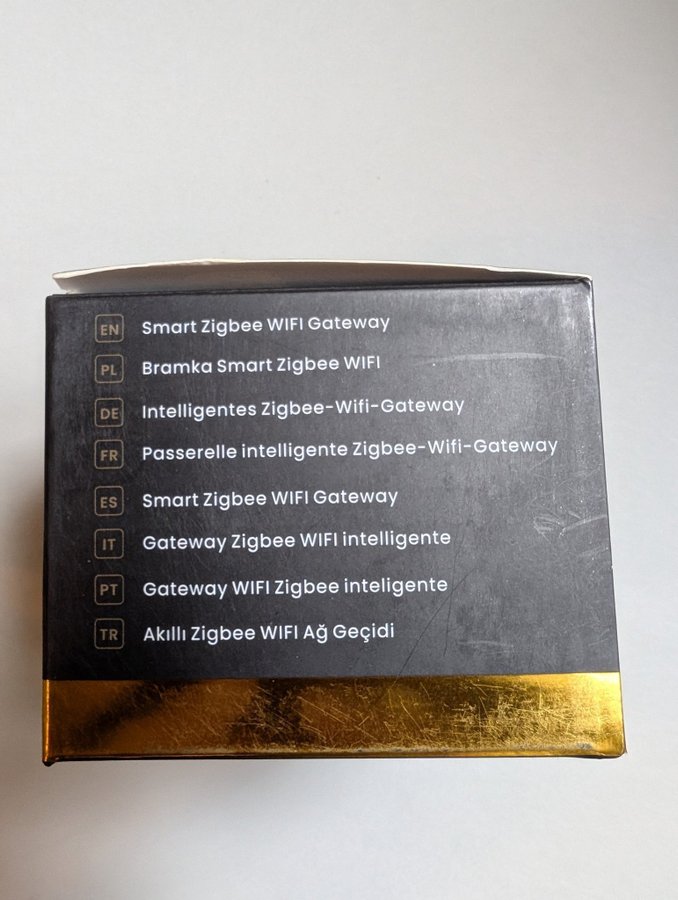 EN Smart Zigbee WIFI Gateway
PL Bramka Smart Zigbee WIFI
DE Intelligentes Zigbee-Wifi-Gateway
FR Passerelle intelligente Zigbee-Wifi-Gateway
ES Smart Zigbee WIFI Gateway
IT Gateway Zigbee WIFI intelligente
PT Gateway WIFI Zigbee inteligente
TR Akıllı Zigbee WIFI Ağ Geçidi